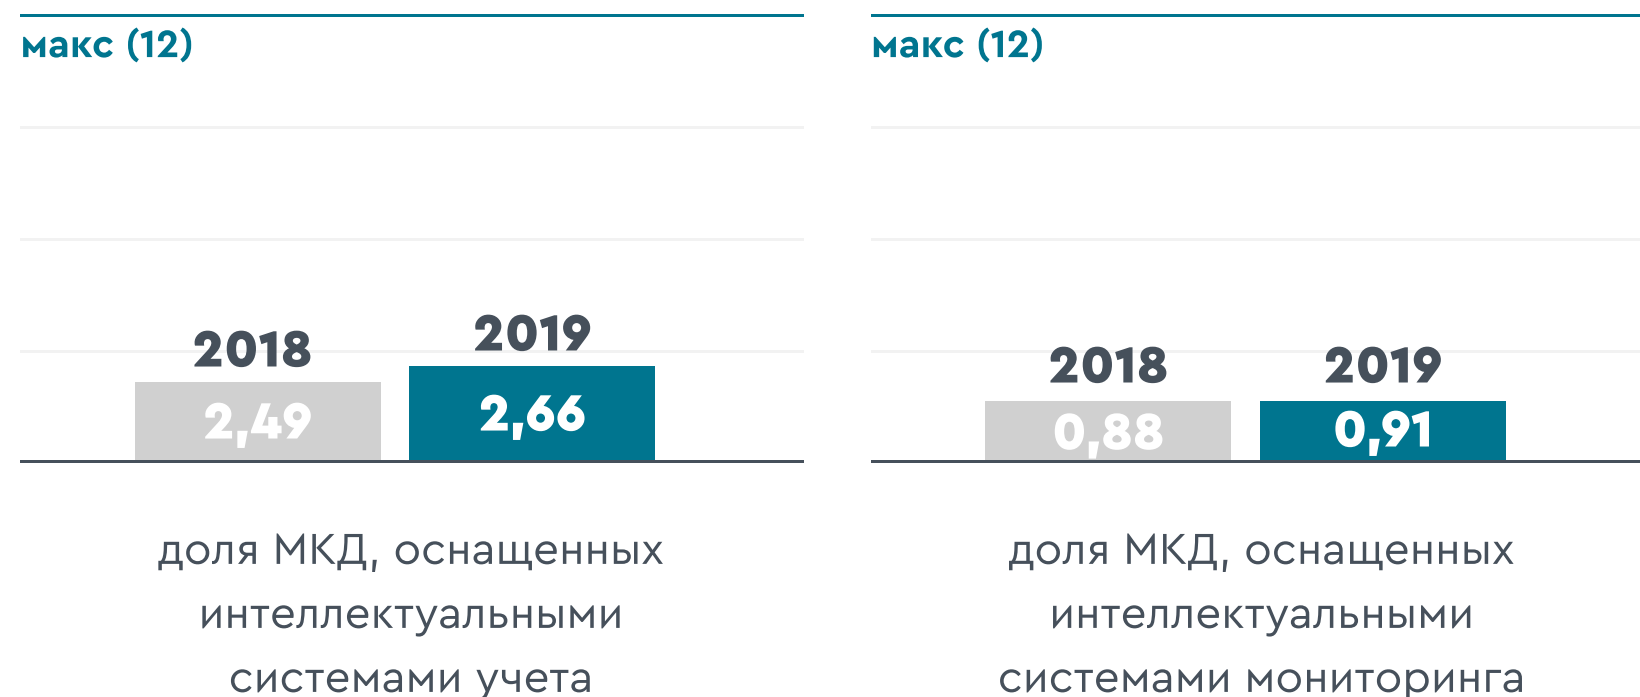 макс (12)
2018
2019
2,49
2,66
доля МКД, оснащенных
интеллектуальными
системами учета
макс (12)
2018
2019
0,88
0,91
доля МКД, оснащенных
интеллектуальными
системами мониторинга